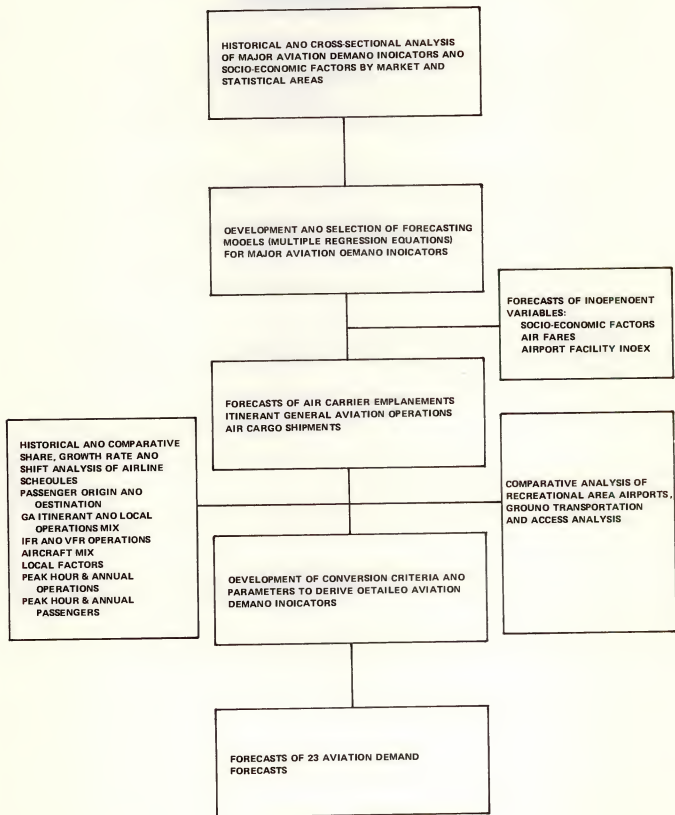 HISTORICAL AND CROSS-SECTIONAL ANALYSIS
OF MAJOR AVIATION DEMANO INOICATORS ANO
SOCIO-ECONOMIC FACTORS BY MARKET AND
STATISTICAL AREAS
OEVELOPMENT ANO SELECTION OF FORECASTING
MOOELS (MULTIPLE REGRESSION EQUATIONS)
FOR MAJOR AVIATION OEMANO INOICATORS
FORECASTS OF INOEPENOENT
VARIABLES:
SOCIO-ECONOMIC FACTORS
AIR FARES
AIRPORT FACILITY INOEX
FORECASTS OF AIR CARRIER EMPLANEMENTS
ITINERANT GENERAL AVIATION OPERATIONS
AIR CARGO SHIPMENTS
HISTORICAL AND COMPARATIVE
SHARE, GROWTH RATE ANO
SHIFT ANALYSIS OF AIRLINE
SCHEOULES
PASSENGER ORIGIN AND
OESTINATION
GA ITINERANT AND LOCAL
OPERATIONS MIX
IFR ANO VFR OPERATIONS
AIRCRAFT MIX
LOCAL FACTORS
PEAK HOUR & ANNUAL
OPERATIONS
PEAK HOUR & ANNUAL
PASSENGERS
COMPARATIVE ANALYSIS OF
RECREATIONAL AREA AIRPORTS,
GROUND TRANSPORTATION
AND ACCESS ANALYSIS
OEVELOPMENT OF CONVERSION CRITERIA AND
PARAMETERS TO DERIVE OETAILEO AVIATION
DEMANO INDICATORS
FORECASTS OF 23 AVIATION DEMAND
FORECASTS